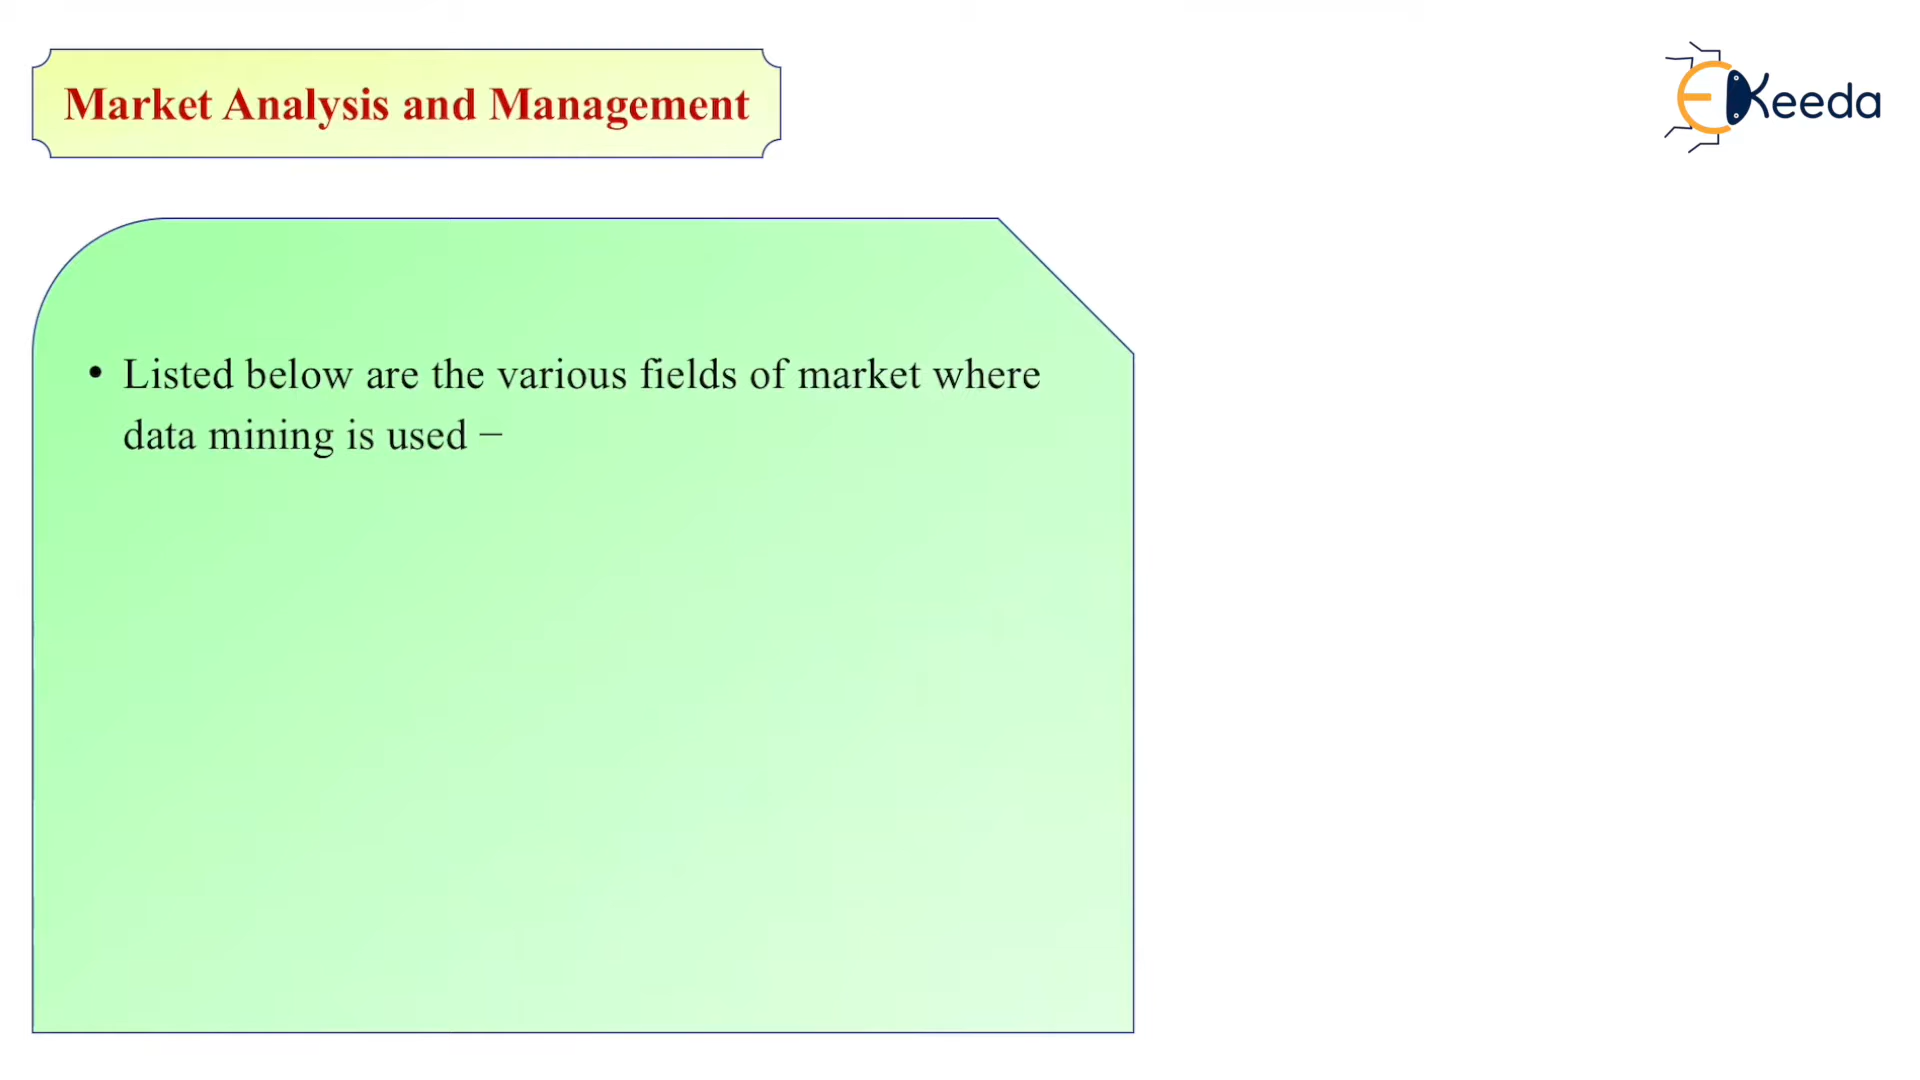 Market Analysis and Management
EKeeda
• Listed below are the various fields of market where
data mining is used –